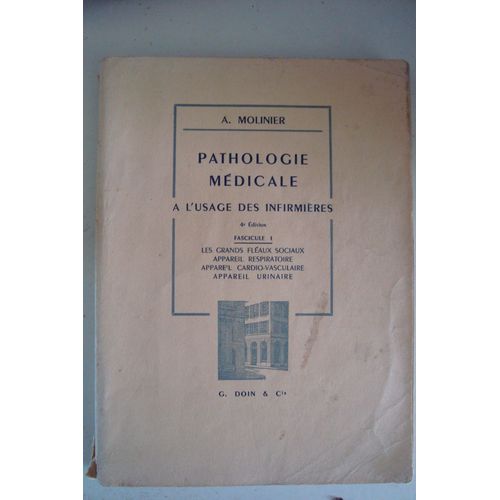 A. MOLINIER
PATHOLOGIE
MÉDICALE
A L'USAGE DES INFIRMIÈRES
4e Édition
FASCICULE I
LES GRANDS FLÉAUX SOCIAUX
APPAREIL RESPIRATOIRE
APPARE'L CARDIO-VASCULAIRE
APPAREIL URINAIRE
G. DOIN & Cie